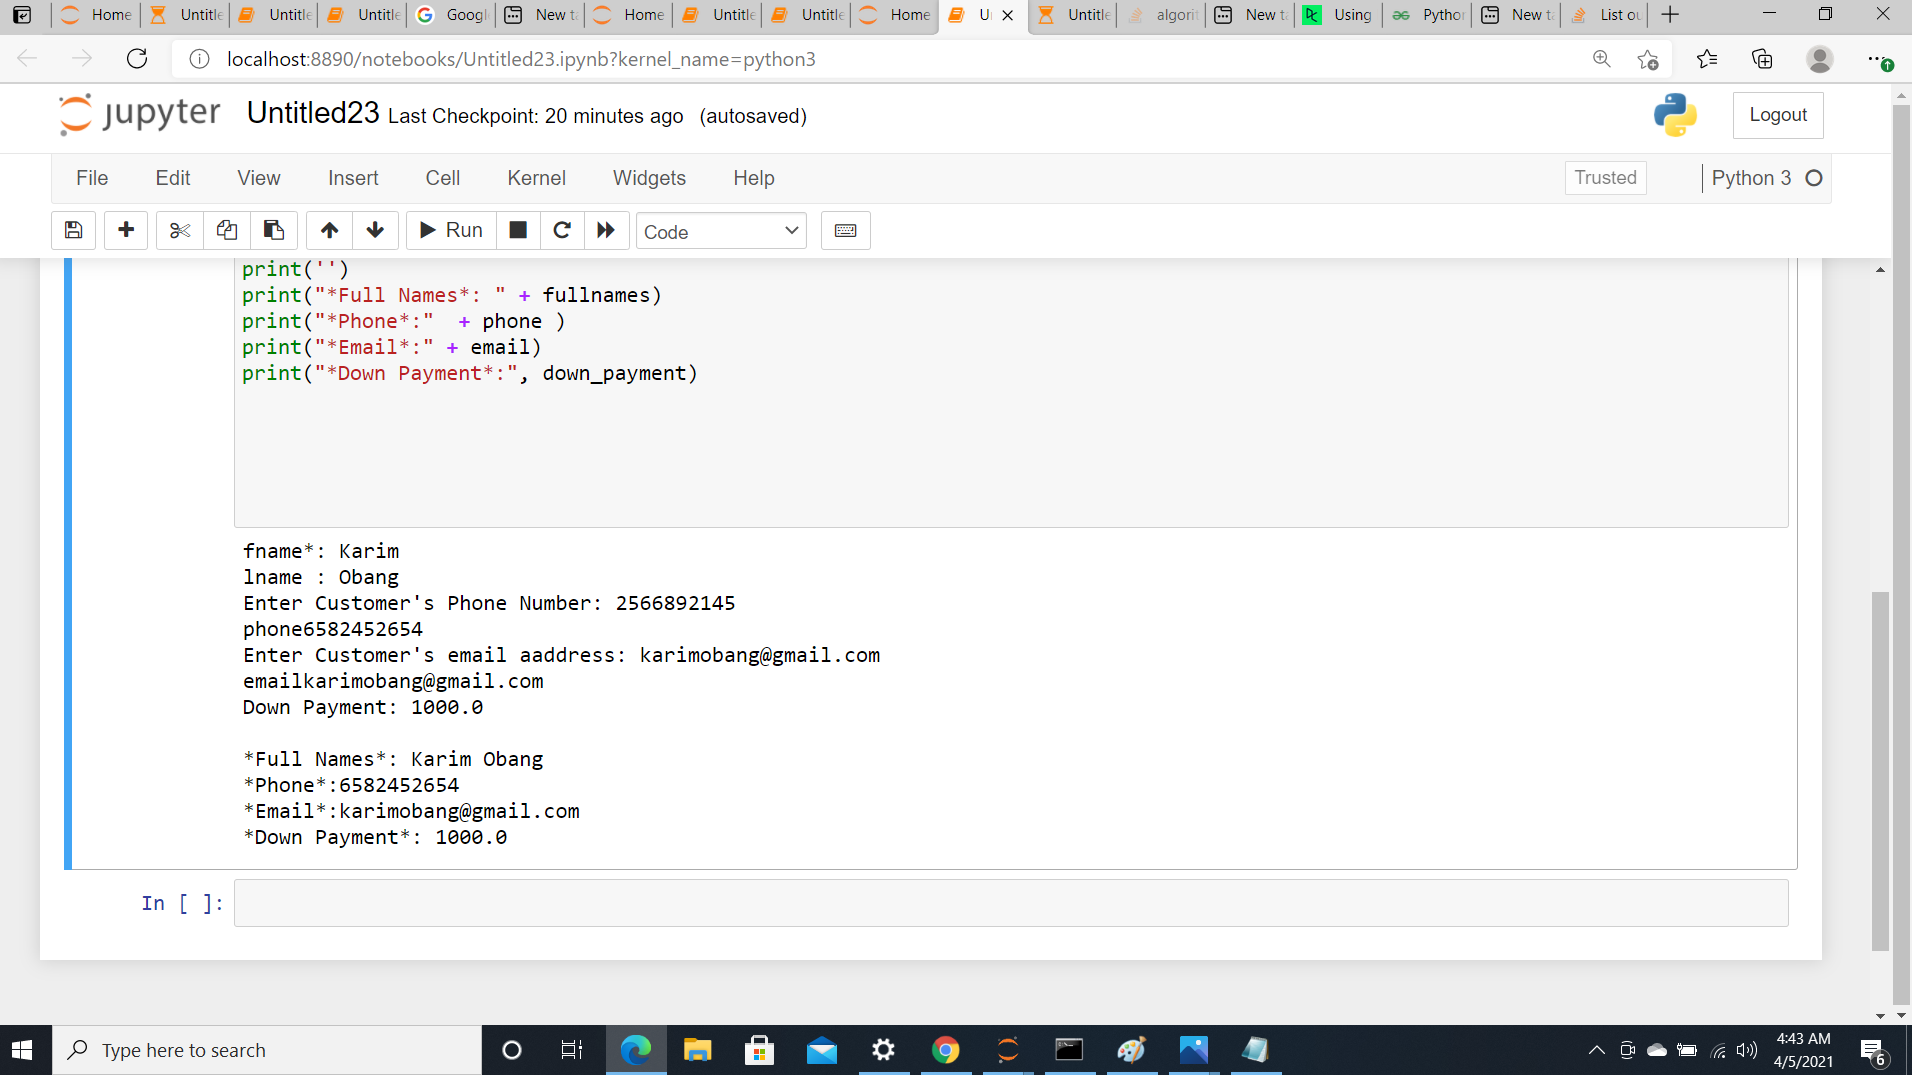 Home Untitle Untitle Untitle Googl New ta Home Untitle Untitle Home Un Untitle algorit New ta Using Pythor New ta List ou
localhost:8890/notebooks/Untitled23.ipynb?kernel_name=python3
jupyter Untitled23 Last Checkpoint: 20 minutes ago (autosaved) Logout
File Edit View Insert Cell Kernel Widgets Help Trusted Python 3
Run Code
print('')
print("*Full Names*: " + fullnames)
print("*Phone*:"  + phone )
print("*Email*:" + email)
print("*Down Payment*:", down_payment)
fname*: Karim
lname : Obang
Enter Customer's Phone Number: 2566892145
phone6582452654
Enter Customer's email aaddress: karimobang@gmail.com
emailkarimobang@gmail.com
Down Payment: 1000.0
*Full Names*: Karim Obang
*Phone*:6582452654
*Email*:karimobang@gmail.com
*Down Payment*: 1000.0
In [ ]:
Type here to search
4:43 AM
4/5/2021
6